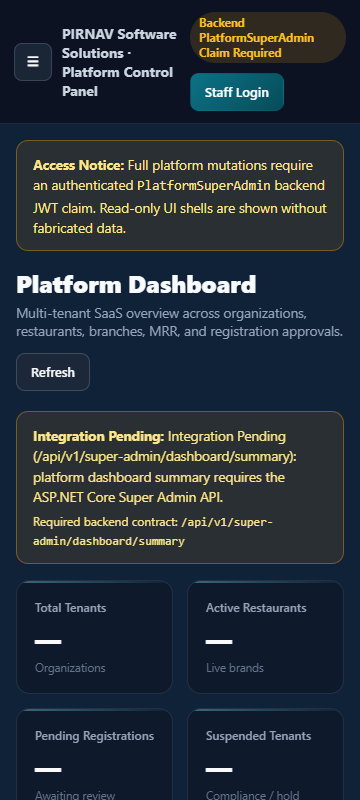 ☰
PIRNAV Software
Solutions ·
Platform Control
Panel
Backend
PlatformSuperAdmin
Claim Required
Staff Login
Access Notice: Full platform mutations require
an authenticated PlatformSuperAdmin backend
JWT claim. Read-only UI shells are shown without
fabricated data.
Platform Dashboard
Multi-tenant SaaS overview across organizations,
restaurants, branches, MRR, and registration approvals.
Refresh
Integration Pending: Integration Pending
(/api/v1/super-admin/dashboard/summary):
platform dashboard summary requires the
ASP.NET Core Super Admin API.
Required backend contract: /api/v1/super-
admin/dashboard/summary
Total Tenants
—
Organizations
Active Restaurants
—
Live brands
Pending Registrations
—
Awaiting review
Suspended Tenants
—
Compliance / hold